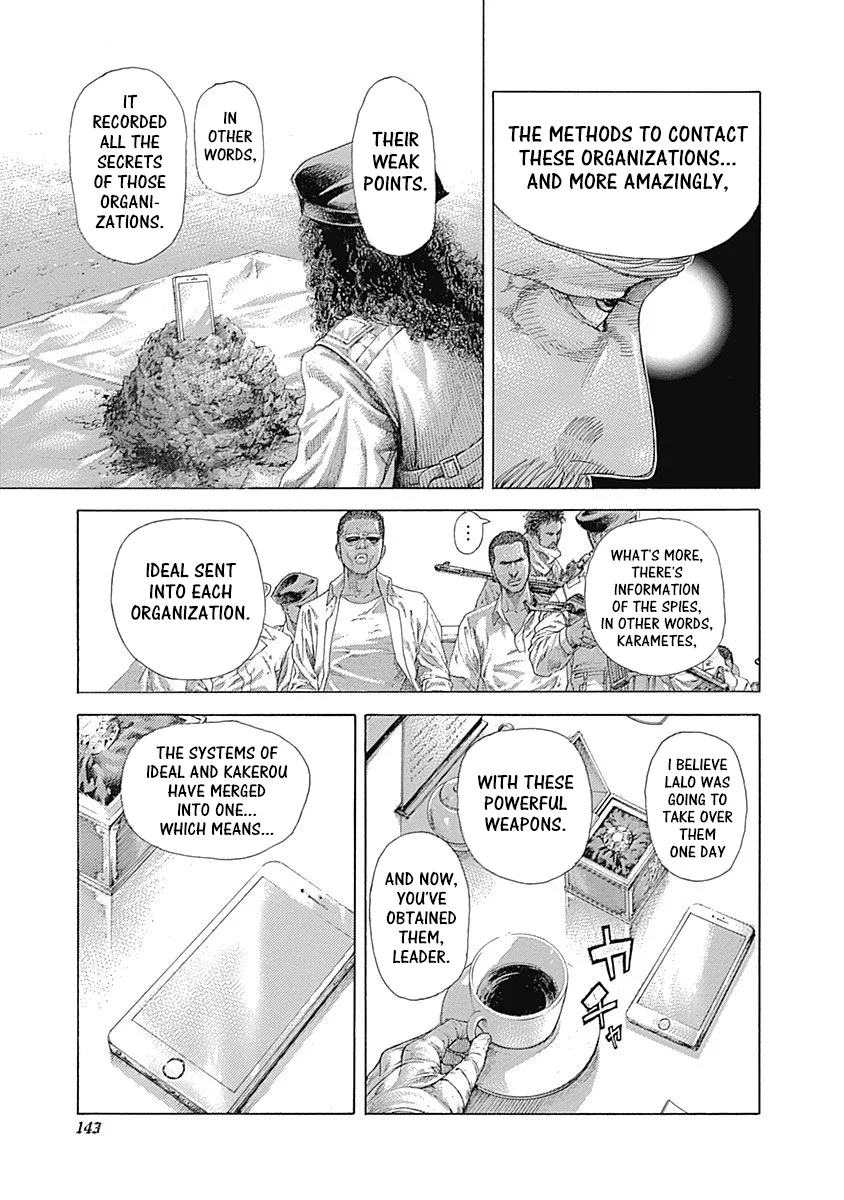 THE METHODS TO CONTACT
THESE ORGANIZATIONS...
AND MORE AMAZINGLY,
THEIR
WEAK
POINTS.
IN
OTHER
WORDS,
IT
RECORDED
ALL THE
SECRETS
OF THOSE
ORGANI-
ZATIONS.
WHAT'S MORE,
THERE'S
INFORMATION
OF THE SPIES,
IN OTHER WORDS,
KARAMETES,
...
IDEAL SENT
INTO EACH
ORGANIZATION.
I BELIEVE
LALO WAS
GOING TO
TAKE OVER
THEM
ONE DAY
WITH THESE
POWERFUL
WEAPONS.
AND NOW,
YOU'VE
OBTAINED
THEM,
LEADER.
カチャ
THE SYSTEMS OF
IDEAL AND KAKEROU
HAVE MERGED
INTO ONE...
WHICH MEANS...
143